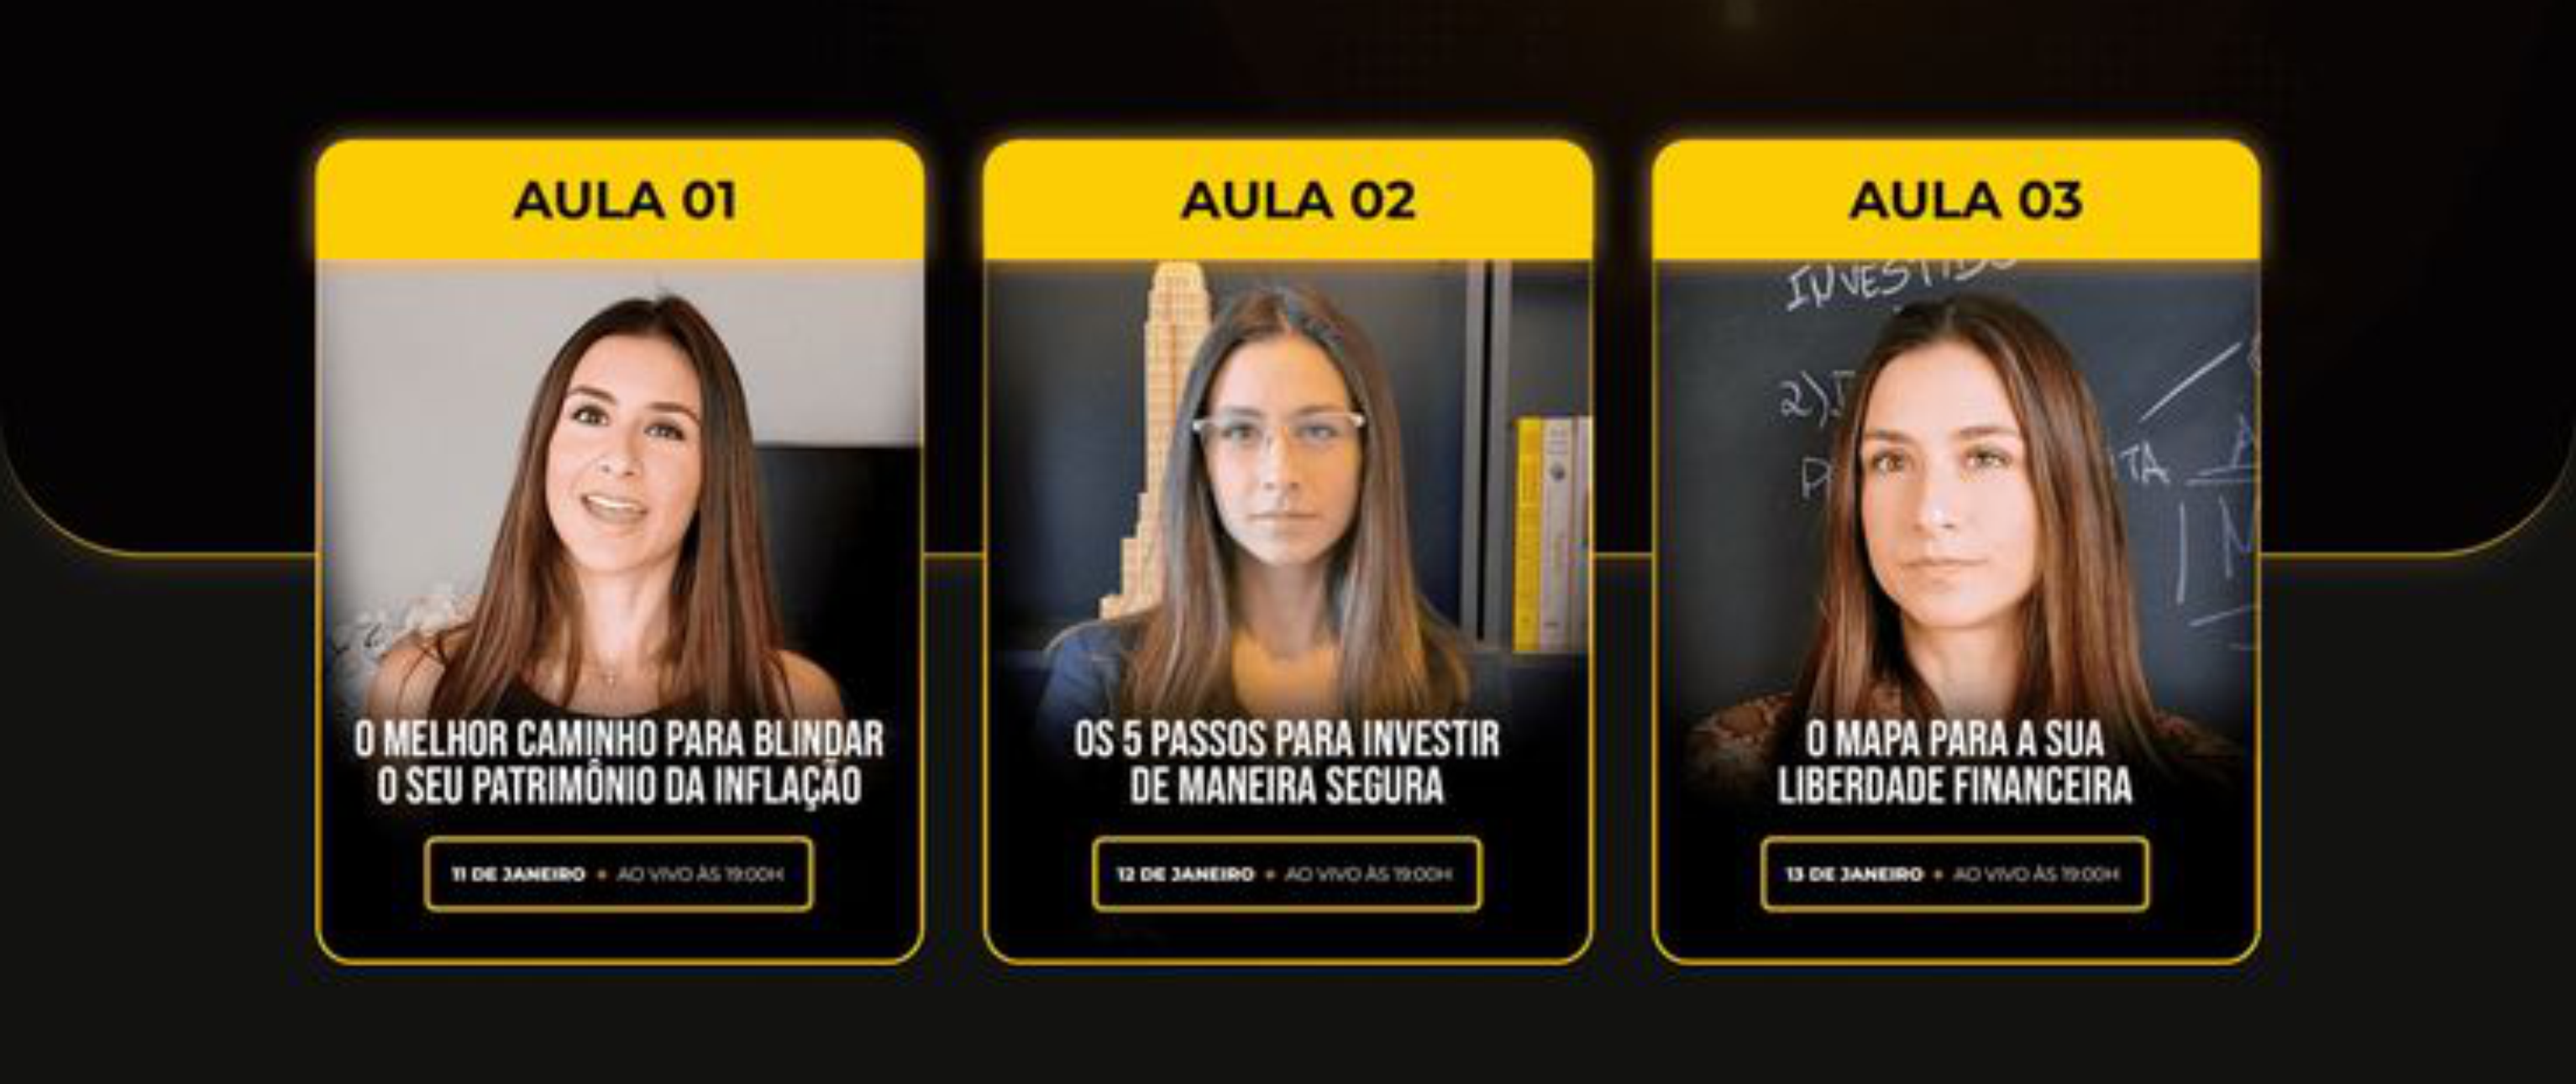 AULA 01
O MELHOR CAMINHO PARA BLINDAR
O SEU PATRIMÔNIO DA INFLAÇÃO
11 DE JANEIRO • AO VIVO ÀS 19:00H
AULA 02
OS 5 PASSOS PARA INVESTIR
DE MANEIRA SEGURA
12 DE JANEIRO • AO VIVO ÀS 19:00H
AULA 03
2)
O MAPA PARA A SUA
LIBERDADE FINANCEIRA
13 DE JANEIRO • AO VIVO ÀS 19:00H